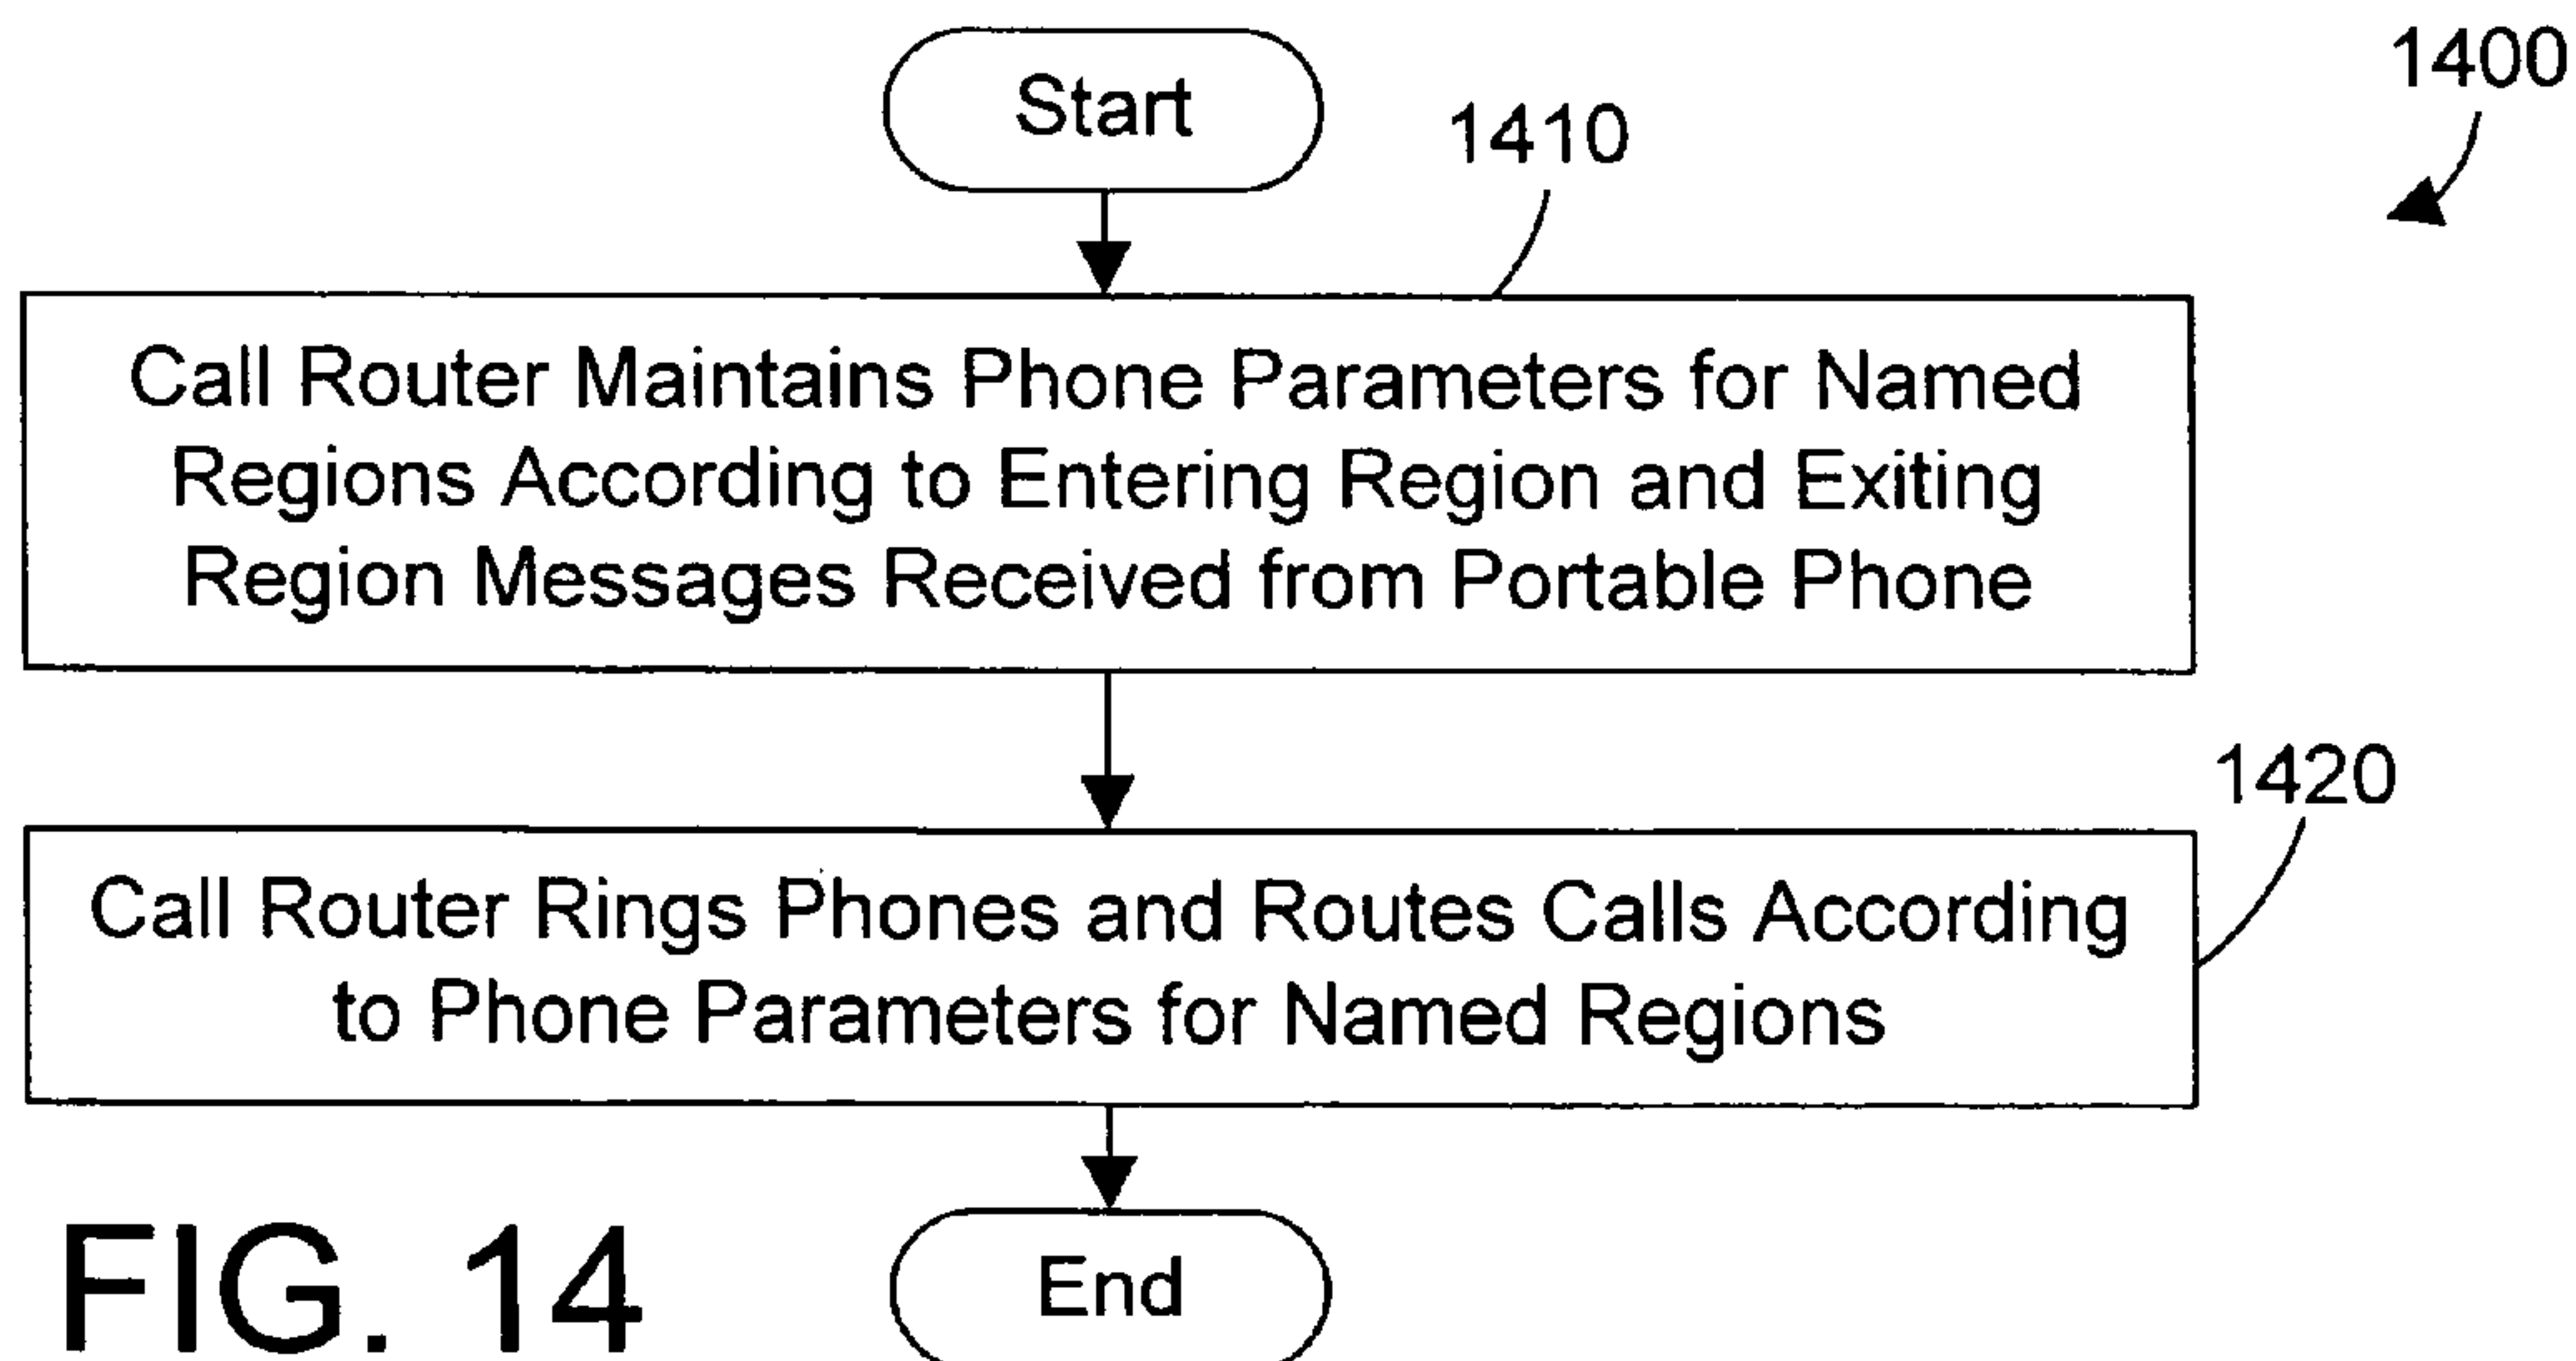 1400
Start
1410
Call Router Maintains Phone Parameters for Named
Regions According to Entering Region and Exiting
Region Messages Received from Portable Phone
1420
Call Router Rings Phones and Routes Calls According
to Phone Parameters for Named Regions
End
FIG. 14